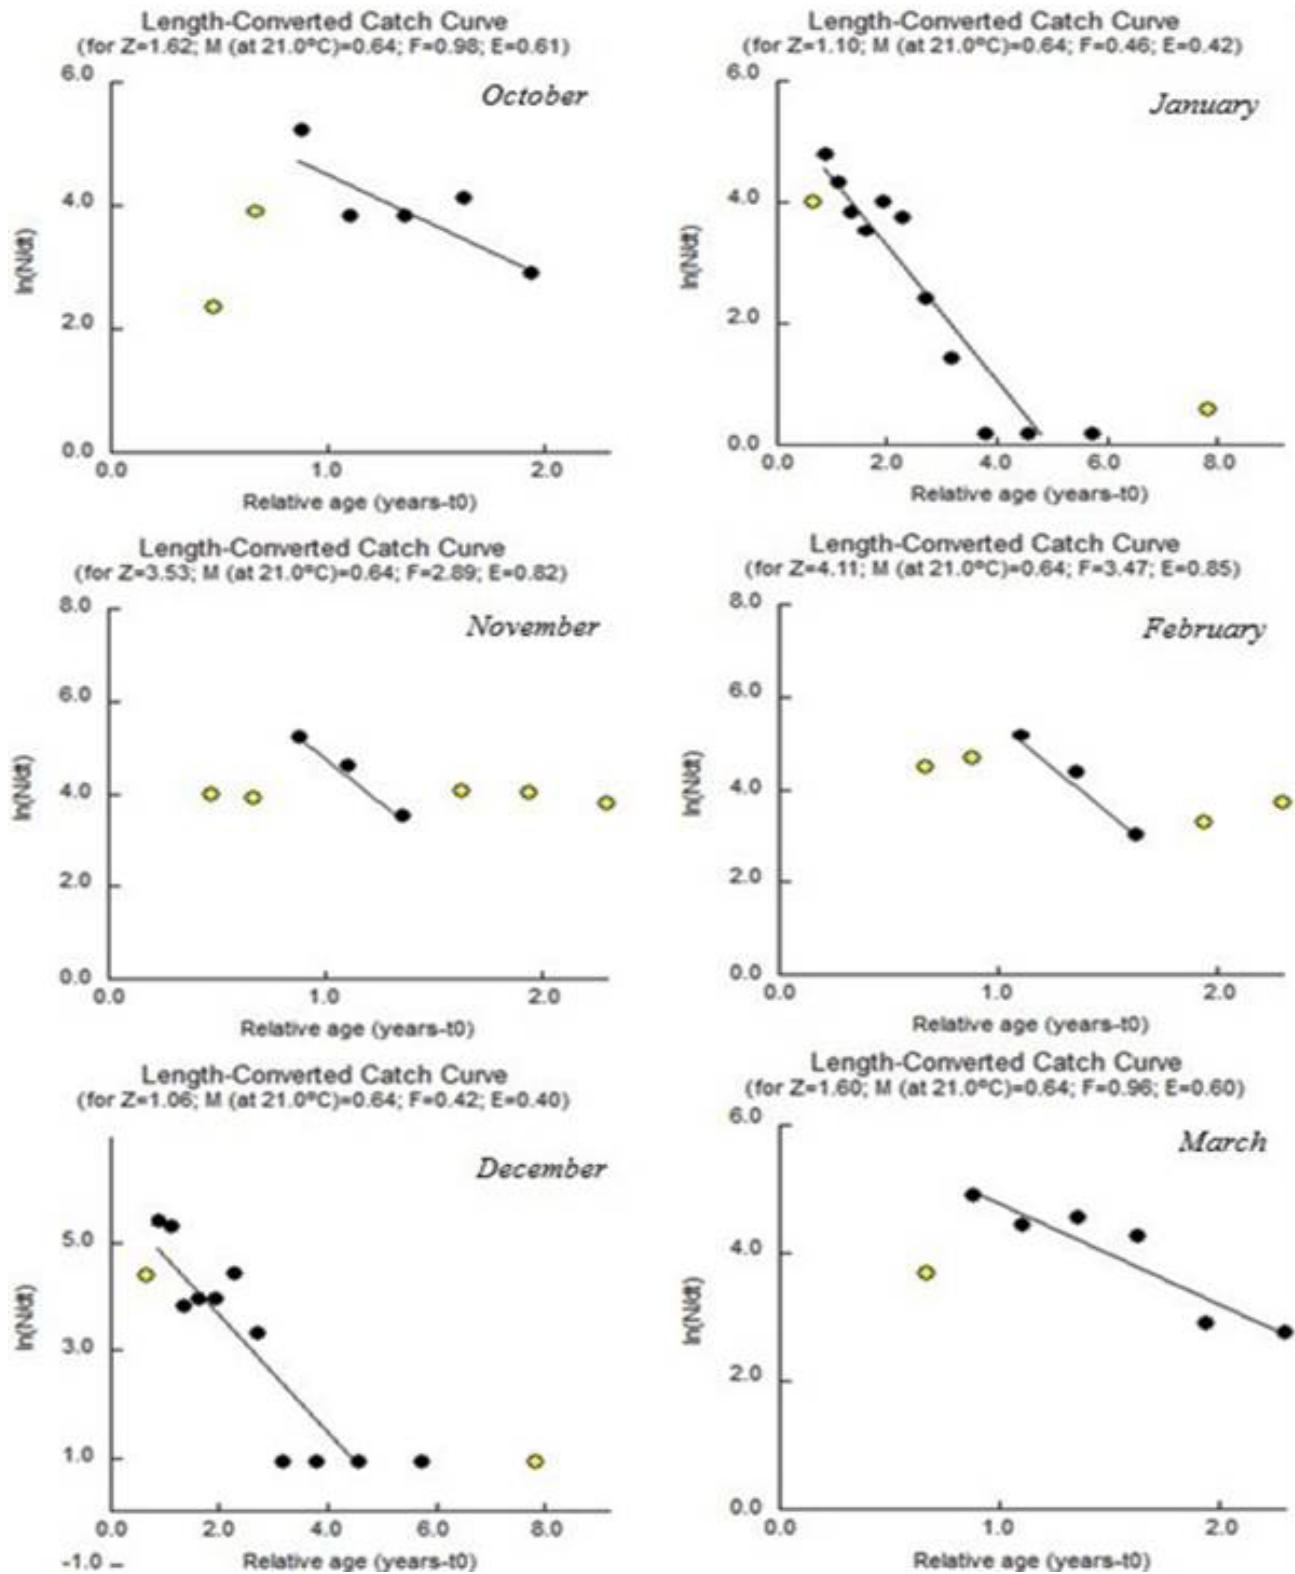 Length-Converted Catch Curve
(for Z=1.62; M (at 21.0ºC)=0.64; F=0.98; E=0.61)
October
6.0
4.0
2.0
0.0
ln(N/dt)
0.0 1.0 2.0
Relative age (years-t0)
Length-Converted Catch Curve
(for Z=1.10; M (at 21.0ºC)=0.64; F=0.46; E=0.42)
January
6.0
4.0
2.0
0.0
ln(N/dt)
0.0 2.0 4.0 6.0 8.0
Relative age (years-t0)
Length-Converted Catch Curve
(for Z=3.53; M (at 21.0ºC)=0.64; F=2.89; E=0.82)
November
8.0
6.0
4.0
2.0
0.0
ln(N/dt)
0.0 1.0 2.0
Relative age (years-t0)
Length-Converted Catch Curve
(for Z=4.11; M (at 21.0ºC)=0.64; F=3.47; E=0.85)
February
8.0
6.0
4.0
2.0
0.0
ln(N/dt)
0.0 1.0 2.0
Relative age (years-t0)
Length-Converted Catch Curve
(for Z=1.06; M (at 21.0ºC)=0.64; F=0.42; E=0.40)
December
5.0
3.0
1.0
-1.0
ln(N/dt)
0.0 2.0 4.0 6.0 8.0
Relative age (years-t0)
Length-Converted Catch Curve
(for Z=1.60; M (at 21.0ºC)=0.64; F=0.96; E=0.60)
March
6.0
4.0
2.0
0.0
ln(N/dt)
0.0 1.0 2.0
Relative age (years-t0)